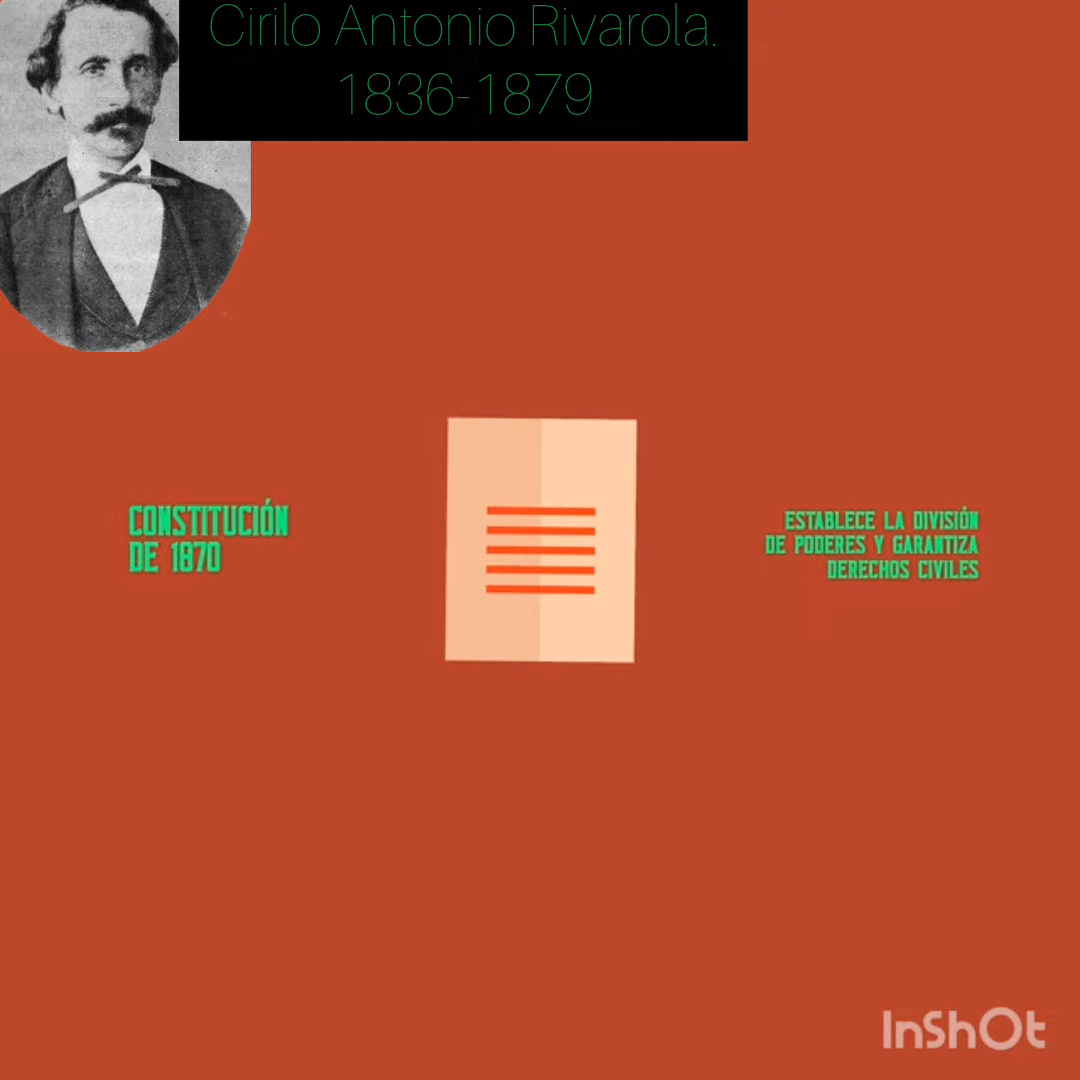 Cirilo Antonio Rivarola.
1836-1879
CONSTITUCIÓN
DE 1870
ESTABLECE LA DIVISIÓN
DE PODERES Y GARANTIZA
DERECHOS CIVILES
InShOt